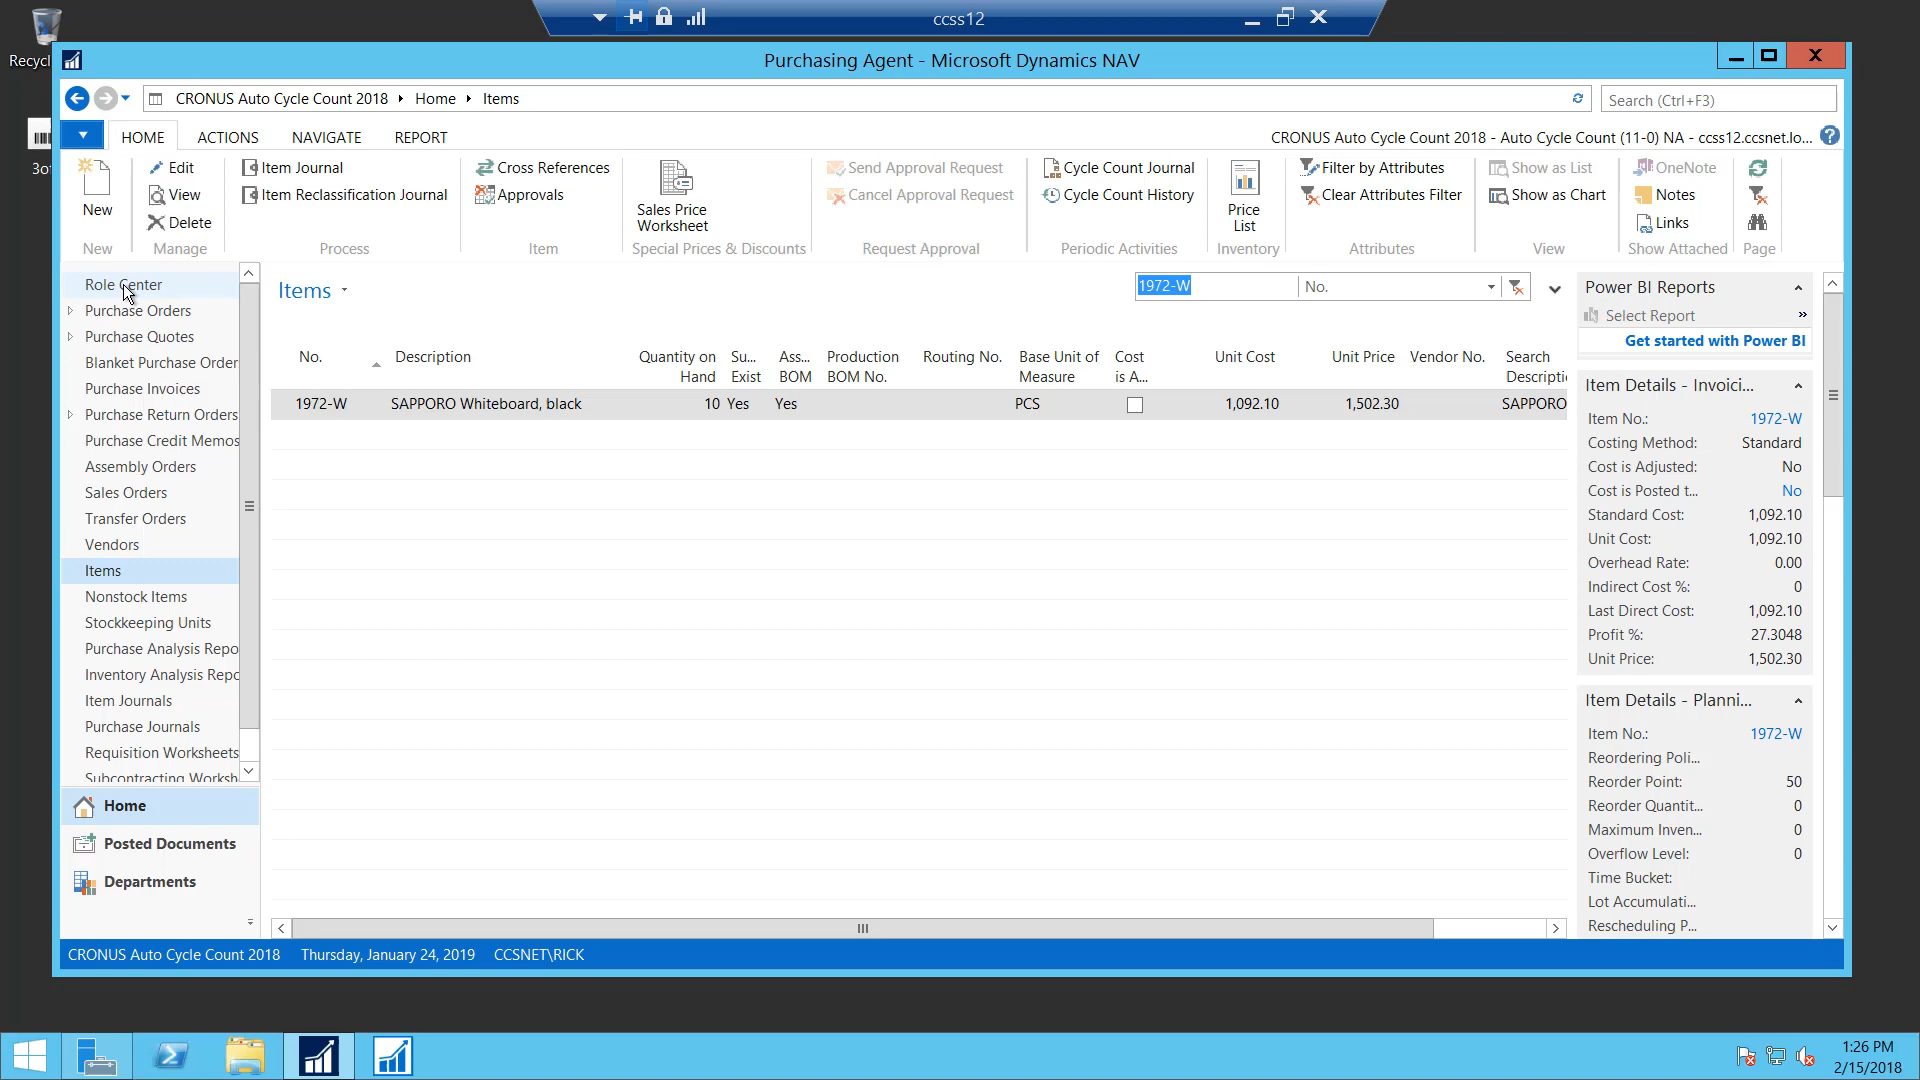 ccss12
Recycl
3of
Purchasing Agent - Microsoft Dynamics NAV
CRONUS Auto Cycle Count 2018 Home Items
Search (Ctrl+F3)
HOME ACTIONS NAVIGATE REPORT
CRONUS Auto Cycle Count 2018 - Auto Cycle Count (11-0) NA - ccss12.ccsnet.lo... ?
New
New
Edit
View
Delete
Manage
Item Journal
Item Reclassification Journal
Process
Cross References
Approvals
Item
Sales Price
Worksheet
Special Prices & Discounts
Send Approval Request
Cancel Approval Request
Request Approval
Cycle Count Journal
Cycle Count History
Periodic Activities
Price
List
Inventory
Filter by Attributes
Clear Attributes Filter
Attributes
Show as List
Show as Chart
View
OneNote
Notes
Links
Show Attached
Page
Role Center
Purchase Orders
Purchase Quotes
Blanket Purchase Order
Purchase Invoices
Purchase Return Orders
Purchase Credit Memos
Assembly Orders
Sales Orders
Transfer Orders
Vendors
Items
Nonstock Items
Stockkeeping Units
Purchase Analysis Repo
Inventory Analysis Repo
Item Journals
Purchase Journals
Requisition Worksheets
Subcontracting Worksh
Home
Posted Documents
Departments
Items
1972-W No.
No. Description Quantity on Hand Su... Exist Ass... BOM Production BOM No. Routing No. Base Unit of Measure Cost is A... Unit Cost Unit Price Vendor No. Search Descriptio
1972-W SAPPORO Whiteboard, black 10 Yes Yes PCS 1,092.10 1,502.30 SAPPORO
Power BI Reports
Select Report
Get started with Power BI
Item Details - Invoici...
Item No.: 1972-W
Costing Method: Standard
Cost is Adjusted: No
Cost is Posted t... No
Standard Cost: 1,092.10
Unit Cost: 1,092.10
Overhead Rate: 0.00
Indirect Cost %: 0
Last Direct Cost: 1,092.10
Profit %: 27.3048
Unit Price: 1,502.30
Item Details - Planni...
Item No.: 1972-W
Reordering Poli...
Reorder Point: 50
Reorder Quantit... 0
Maximum Inven... 0
Overflow Level: 0
Time Bucket:
Lot Accumulati...
Rescheduling P...
CRONUS Auto Cycle Count 2018 Thursday, January 24, 2019 CCSNET\RICK
1:26 PM
2/15/2018